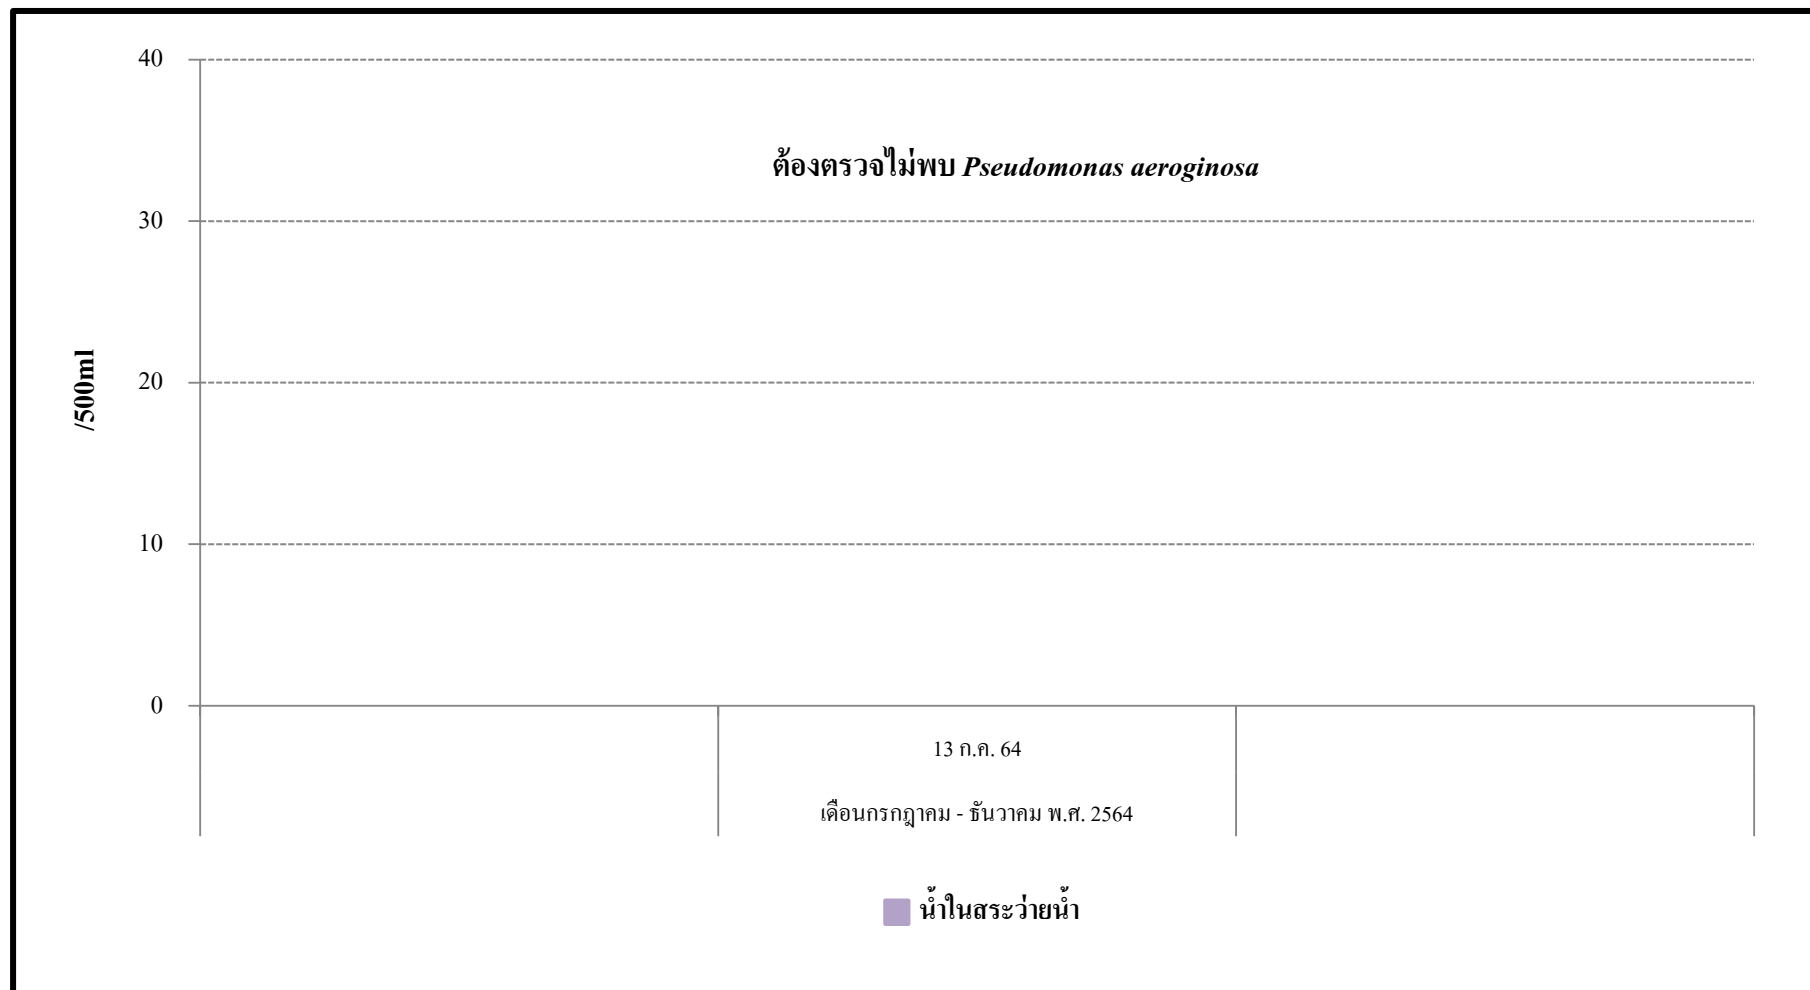 40
ต้องตรวจไม่พบ Pseudomonas aeroginosa
30
/500ml
20
10
0
13 ก.ค. 64
เดือนกรกฎาคม - ธันวาคม พ.ศ. 2564
น้ำในสระว่ายน้ำ